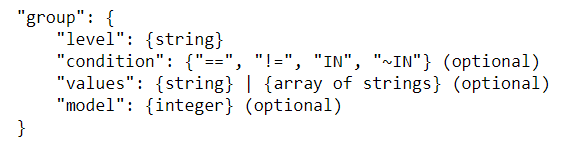 "group": {
    "level": {string}
    "condition": {"==", "!=", "IN", "~IN"} (optional)
    "values": {string} | {array of strings} (optional)
    "model": {integer} (optional)
}